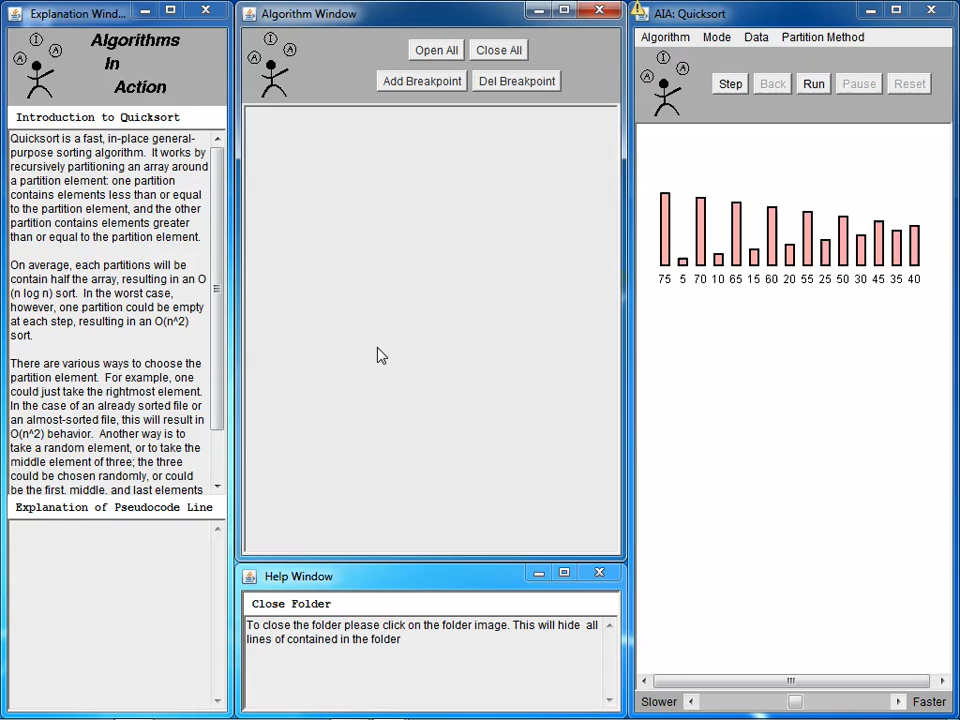 Explanation Wind...
Algorithms
In
Action
I
A
A
Introduction to Quicksort
Quicksort is a fast, in-place general-
purpose sorting algorithm. It works by
recursively partitioning an array around
a partition element: one partition
contains elements less than or equal
to the partition element, and the other
partition contains elements greater
than or equal to the partition element.
On average, each partitions will be
contain half the array, resulting in an O
(n log n) sort. In the worst case,
however, one partition could be empty
at each step, resulting in an O(n^2)
sort.
There are various ways to choose the
partition element. For example, one
could just take the rightmost element.
In the case of an already sorted file or
an almost-sorted file, this will result in
O(n^2) behavior. Another way is to
take a random element, or to take the
middle element of three; the three
could be chosen randomly, or could
be the first, middle, and last elements
Explanation of Pseudocode Line
Algorithm Window
I
A
A
Open All
Close All
Add Breakpoint
Del Breakpoint
Help Window
Close Folder
To close the folder please click on the folder image. This will hide all
lines of contained in the folder
AIA: Quicksort
Algorithm Mode Data Partition Method
I
A
A
Step Back Run Pause Reset
75 5 70 10 65 15 60 20 55 25 50 30 45 35 40
Slower Faster